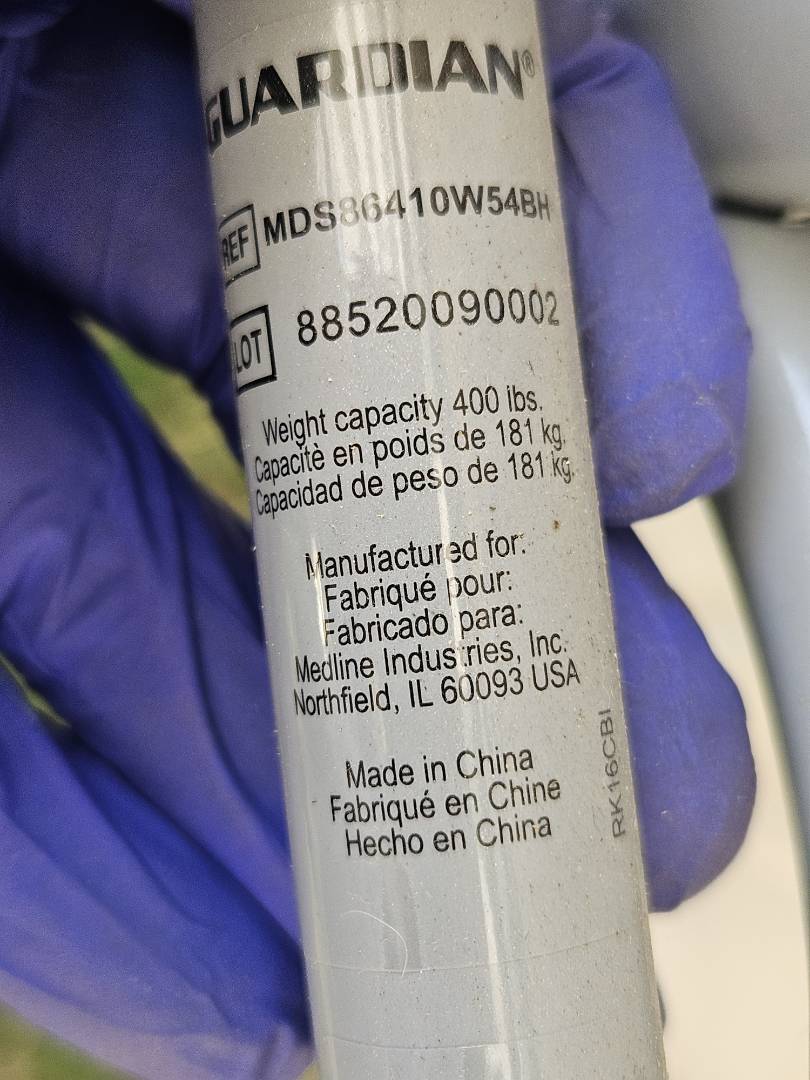 GUARDIAN®
REF MDS86410W54BH
LOT 88520090002
Weight capacity 400 lbs.
Capacitè en poids de 181 kg.
Capacidad de peso de 181 kg.
Manufactured for:
Fabriqué pour:
Fabricado para:
Medline Industries, Inc.
Northfield, IL 60093 USA
Made in China
Fabriqué en Chine
Hecho en China
RK16CBI